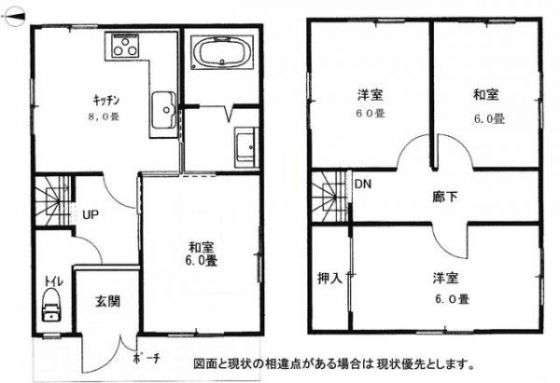 キッチン
8,0畳
UP
和室
6.0畳
トイレ
玄関
ポーチ
洋室
60畳
和室
6.0畳
DN
廊下
押入
洋室
6.0畳
図面と現状の相違点がある場合は現状優先とします。